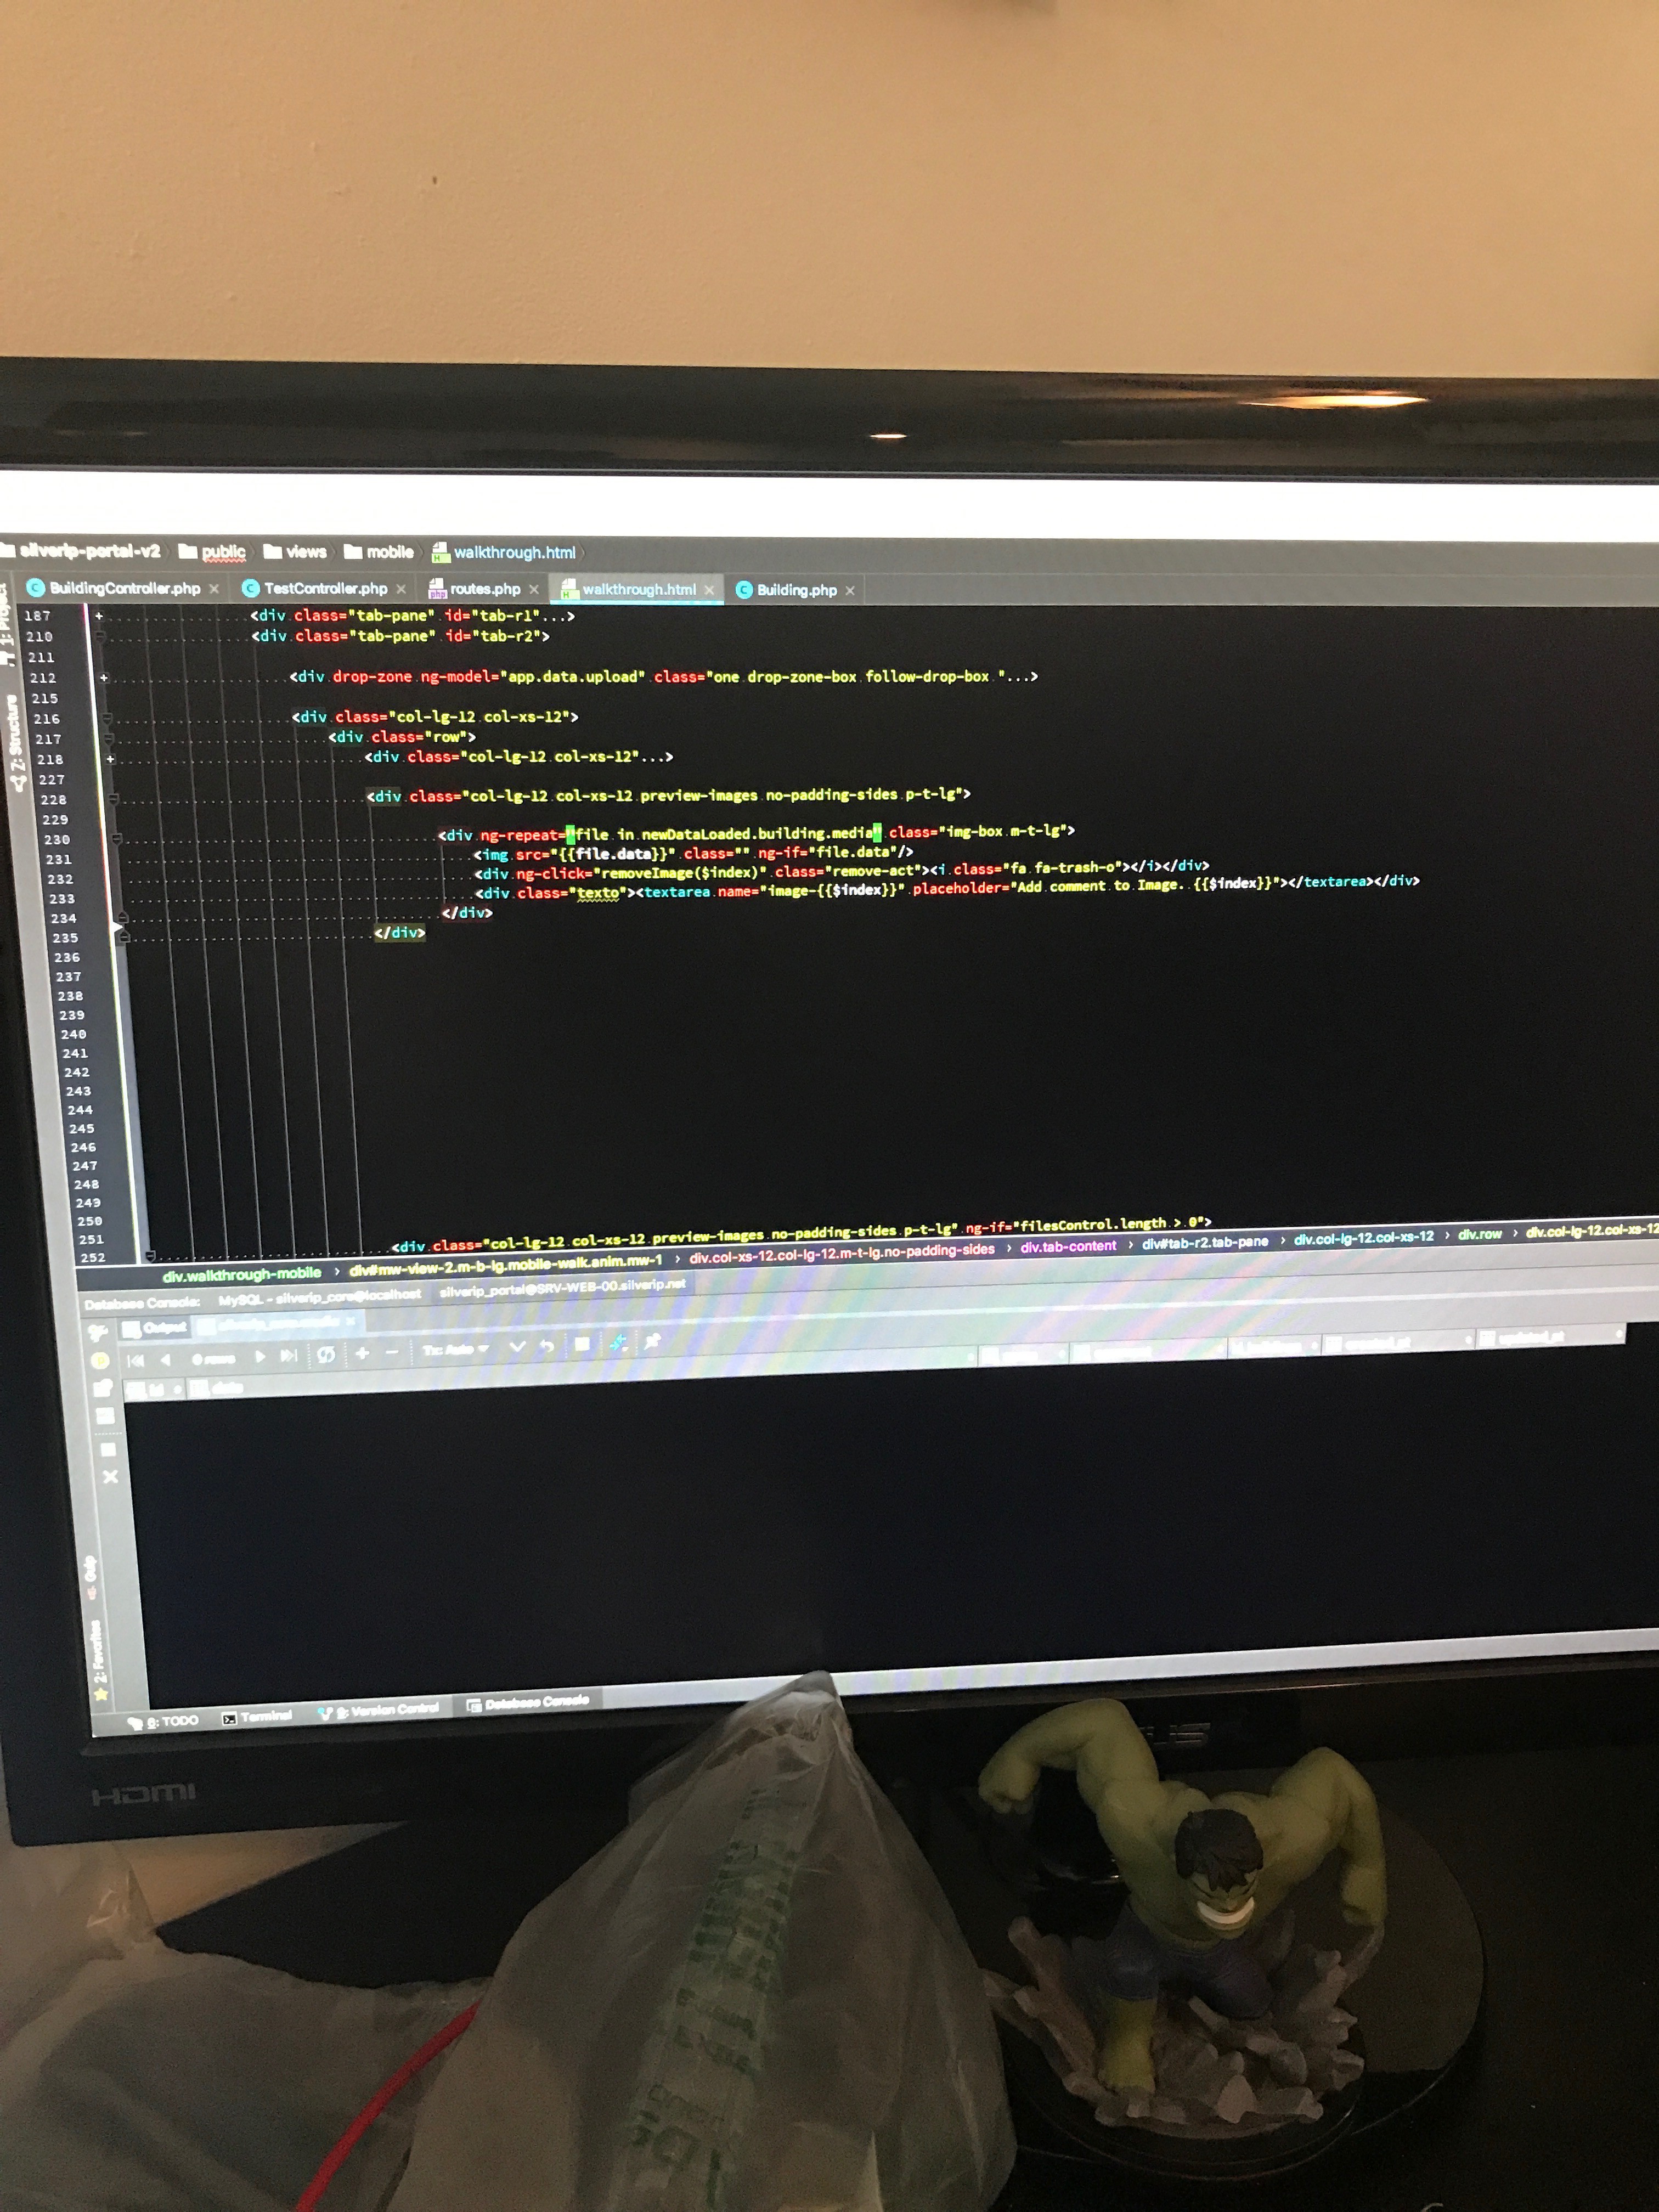 silverip-portal-v2 public views mobile walkthrough.html
1: Project
BuildingController.php TestController.php routes.php walkthrough.html Building.php
187 <div class="tab-pane" id="tab-r1"...>
210 <div class="tab-pane" id="tab-r2">
211
212 <div drop-zone ng-model="app.data.upload" class="one drop-zone-box follow-drop-box "...>
215
216 <div class="col-lg-12 col-xs-12">
217 <div class="row">
218 <div class="col-lg-12 col-xs-12"...>
227
228 <div class="col-lg-12 col-xs-12 preview-images no-padding-sides p-t-lg">
229
230 <div ng-repeat="file in newDataLoaded.building.media" class="img-box m-t-lg">
231 <img src="{{file.data}}" class="" ng-if="file.data"/>
232 <div ng-click="removeImage($index)" class="remove-act"><i class="fa fa-trash-o"></i></div>
233 <div class="texto"><textarea name="image-{{$index}}" placeholder="Add comment to Image. {{$index}}"></textarea></div>
234 </div>
235 </div>
236
237
238
239
240
241
242
243
244
245
246
247
248
249
250
251 <div class="col-lg-12 col-xs-12 preview-images no-padding-sides p-t-lg" ng-if="filesControl.length > 0">
252
7: Structure
div.walkthrough-mobile › div#mw-view-2.m-b-lg.mobile-walk.anim.mw-1 › div.col-xs-12.col-lg-12.m-t-lg.no-padding-sides › div.tab-content › div#tab-r2.tab-pane › div.col-lg-12.col-xs-12 › div.row › div.col-lg-12.col-xs-12
Database Console: MySQL - silverip_core@localhost silverip_portal@SRV-WEB-00.silverip.net
Output
0 rows Tx: Auto
id data created_at updated_at
Gulp
2: Favorites
6: TODO Terminal 9: Version Control Database Console
HDMI